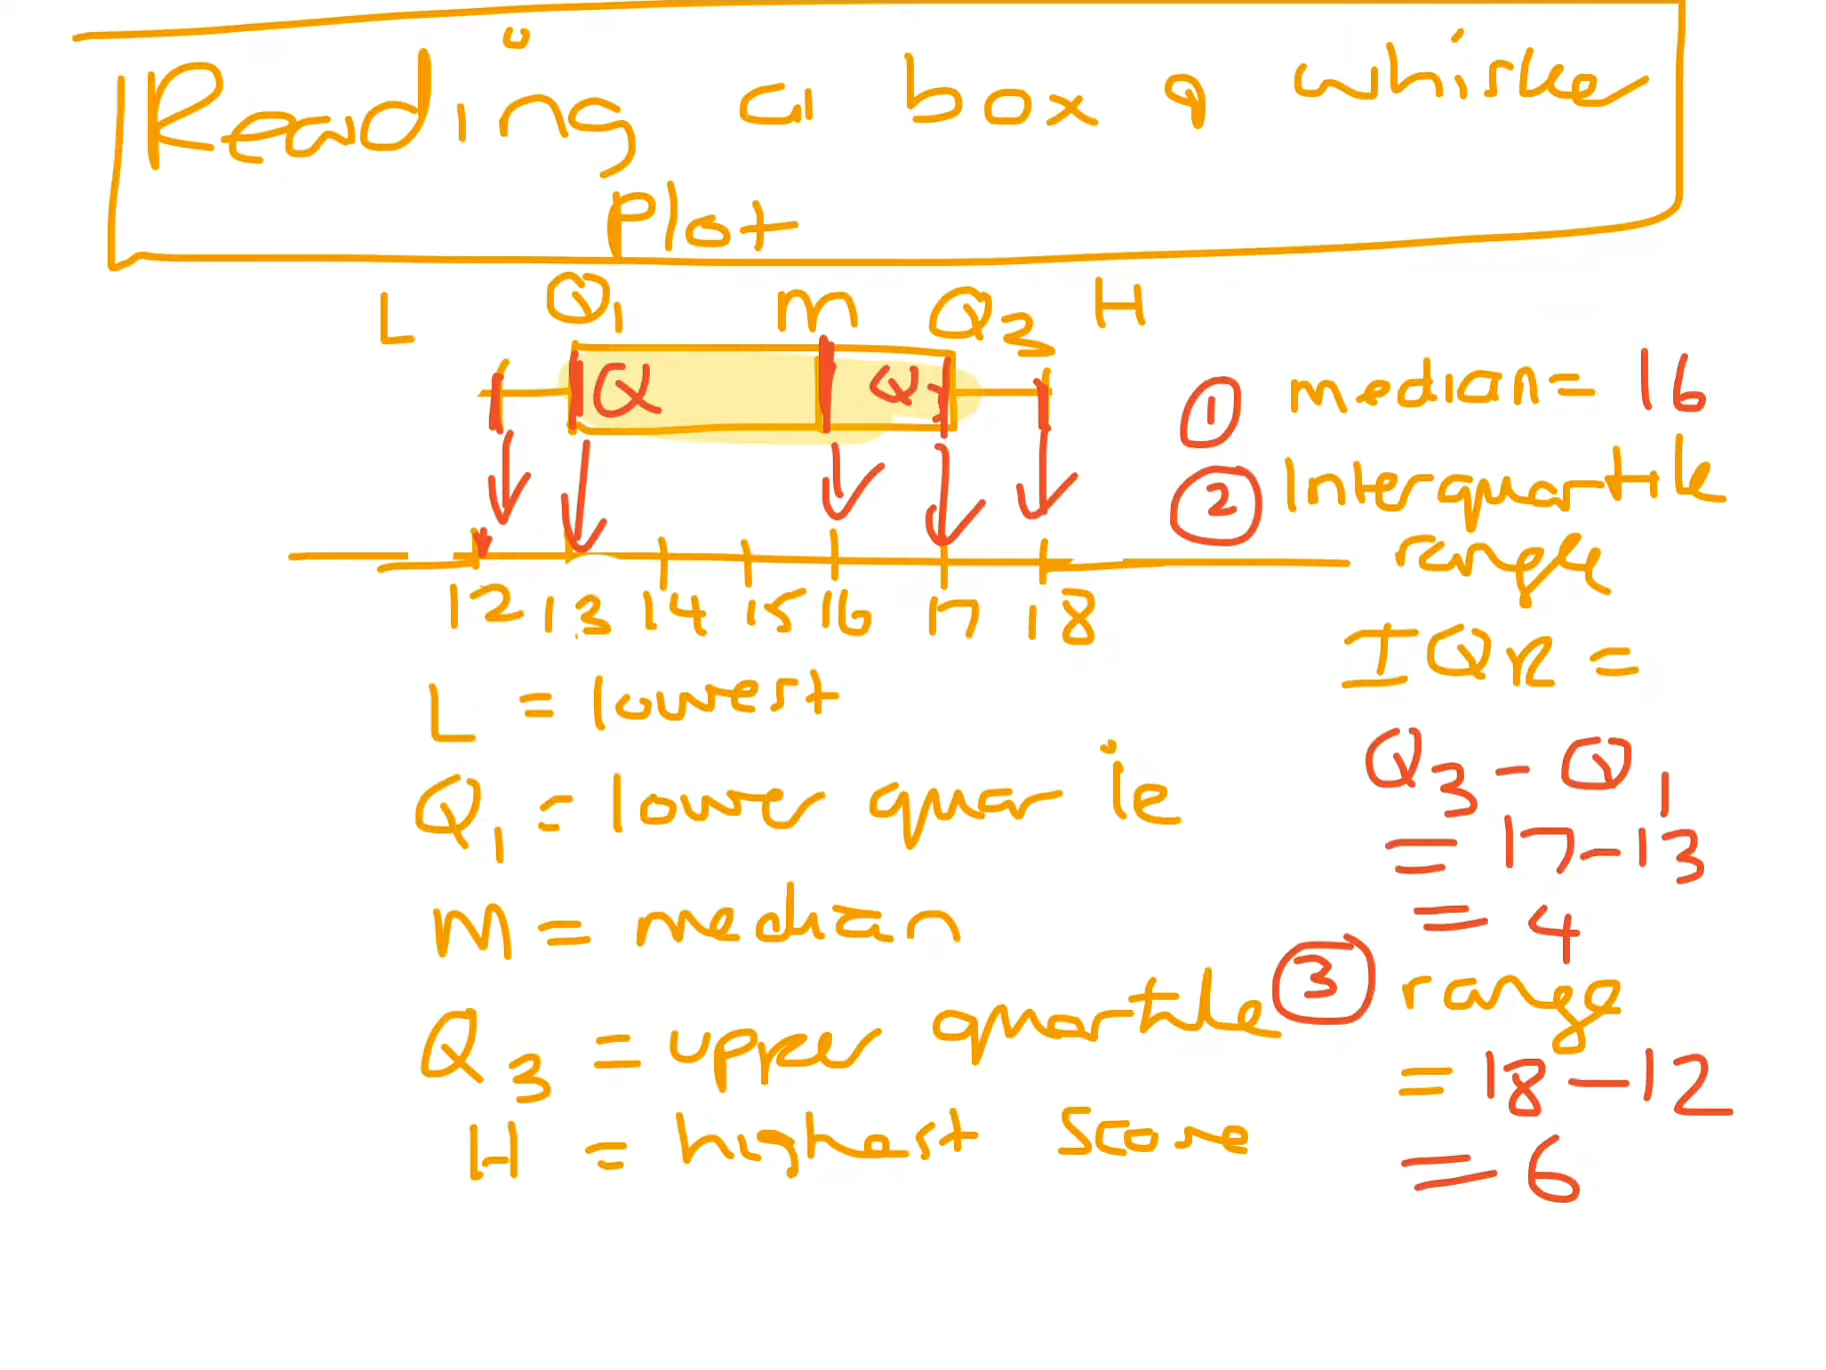 Reading a box & whisker
Plot
L Q1 m Q3 H
Q Q3
12 13 14 15 16 17 18
L = lowest
Q1 = lower quar ie
M = median
Q3 = upper quartile
H = highest score
① median = 16
② Interquartile
range
IQR =
Q3 - Q1
= 17-13
= 4
③ range
= 18-12
= 6